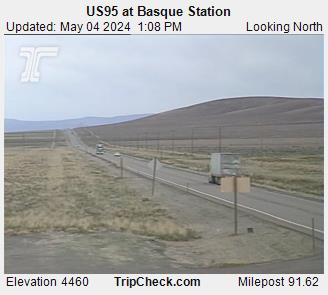 US95 at Basque Station
Updated: May 04 2024 1:08 PM Looking North
Elevation 4460 TripCheck.com Milepost 91.62